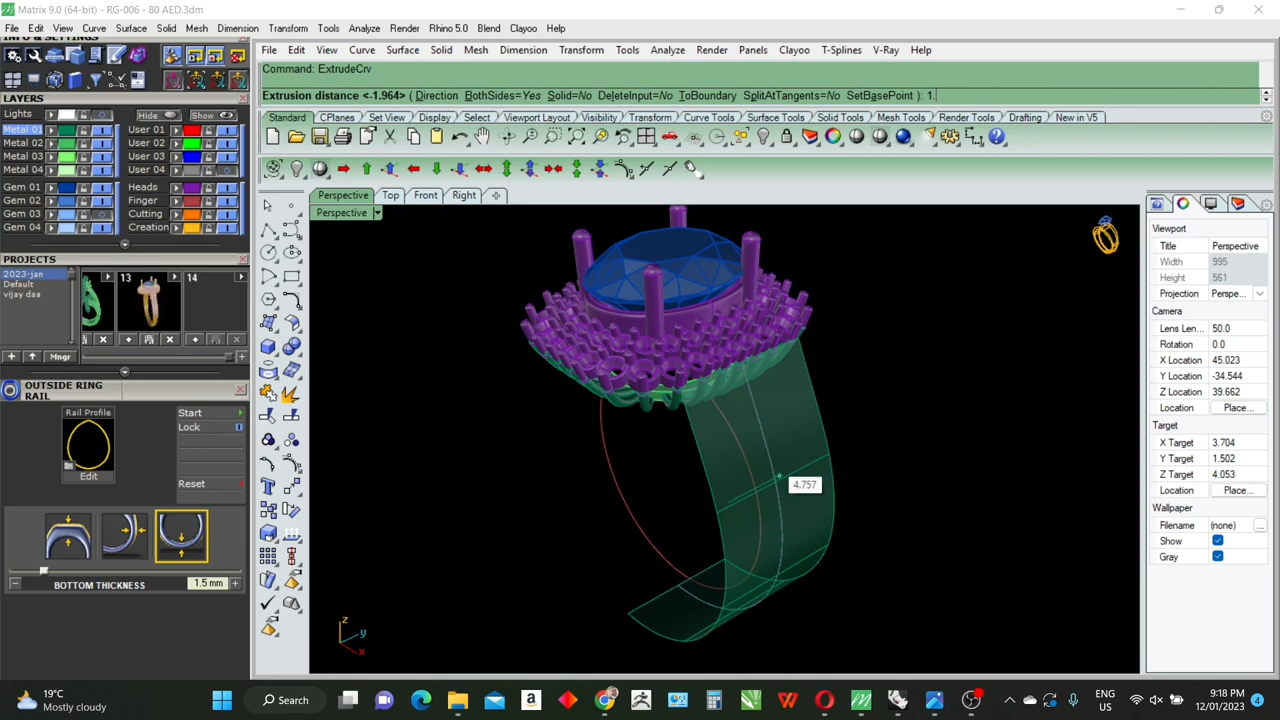 Matrix 9.0 (64-bit) - RG-006 - 80 AED.3dm
File Edit View Curve Surface Solid Mesh Dimension Transform Tools Analyze Render Rhino 5.0 Blend Clayoo Help
INFO & SETTINGS
File Edit View Curve Surface Solid Mesh Dimension Transform Tools Analyze Render Panels Clayoo T-Splines V-Ray Help
Command: ExtrudeCrv
Extrusion distance <-1.964> ( Direction BothSides=Yes Solid=No DeleteInput=No ToBoundary SplitAtTangents=No SetBasePoint ): 1.
Standard CPlanes Set View Display Select Viewport Layout Visibility Transform Curve Tools Surface Tools Solid Tools Mesh Tools Render Tools Drafting New in V5
LAYERS
Lights Hide Show
Metal 01 User 01
Metal 02 User 02
Metal 03 User 03
Metal 04 User 04
Gem 01 Heads
Gem 02 Finger
Gem 03 Cutting
Gem 04 Creation
PROJECTS
2023-jan
Default
vijay daa
13 14
Mngr
OUTSIDE RING RAIL
Rail Profile
Edit
Start
Lock
Reset
BOTTOM THICKNESS 1.5 mm
Perspective Top Front Right
Perspective
4.757
z
y
x
Viewport
Title Perspective
Width 995
Height 561
Projection Perspe...
Camera
Lens Len... 50.0
Rotation 0.0
X Location 45.023
Y Location -34.544
Z Location 39.662
Location Place...
Target
X Target 3.704
Y Target 1.502
Z Target 4.053
Location Place...
Wallpaper
Filename (none) ...
Show
Gray
19°C
Mostly cloudy
Search
ENG
US
9:18 PM
12/01/2023
4